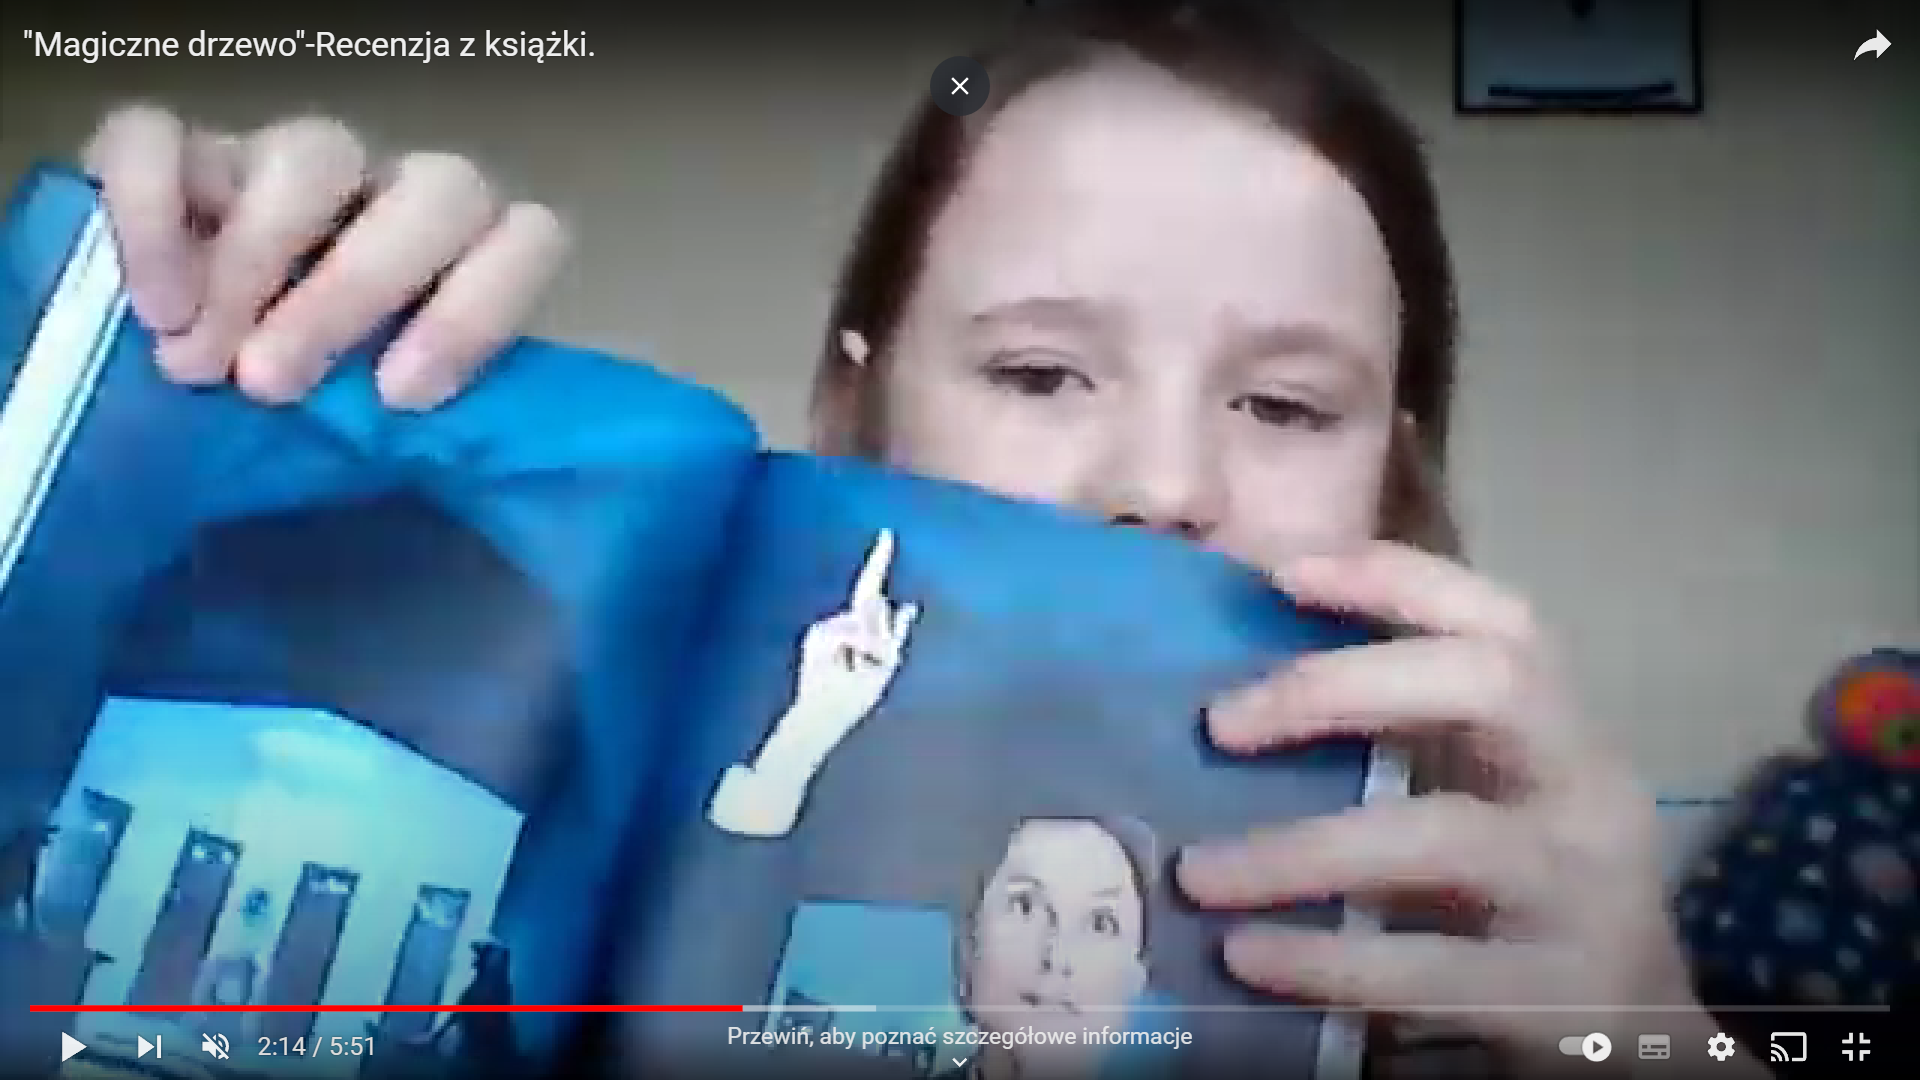 "Magiczne drzewo"-Recenzja z książki.
2:14 / 5:51
Przewiń, aby poznać szczegółowe informacje